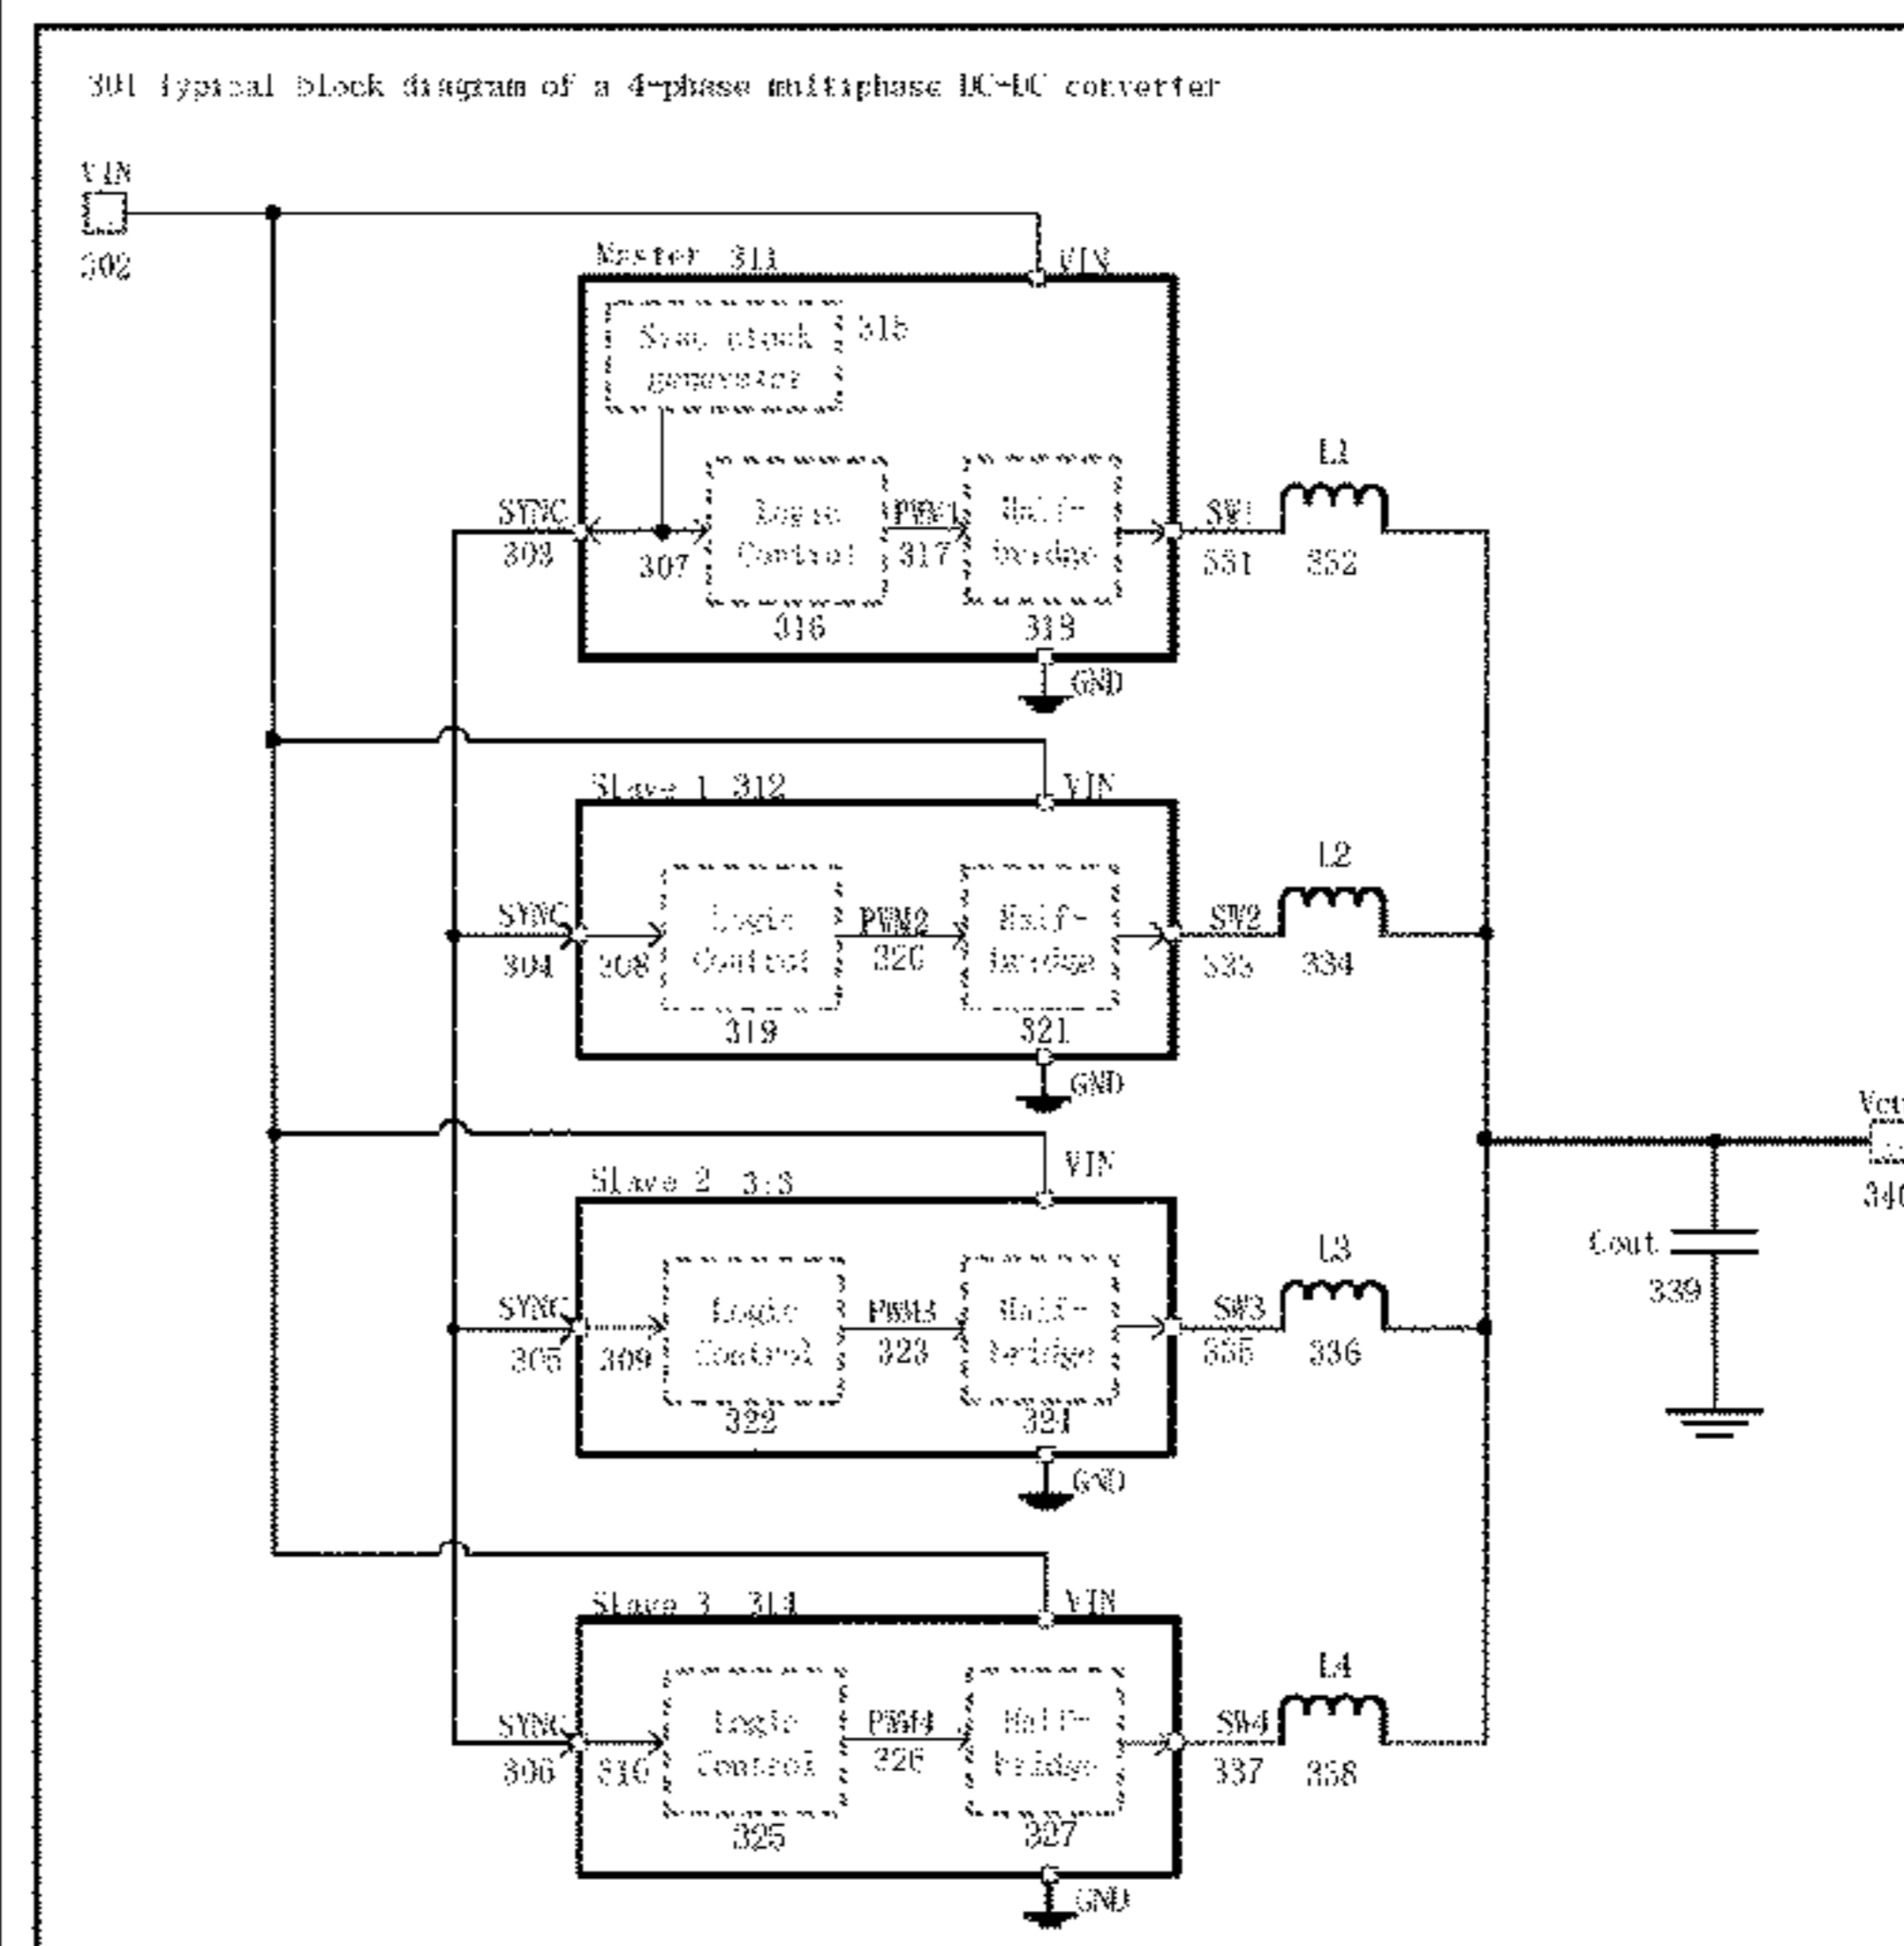 301 Typical block diagram of a 4-phase multiphase DC-DC converter
VIN
302
Master 311
VIN
Sync clock
generator
315
L1
SYNC
303
307
Logic
Control
PWM1
317
Half-
bridge
SW1
331
332
316
318
GND
Slave 1 312
VIN
L2
SYNC
304
308
Logic
Control
PWM2
320
Half-
bridge
SW2
333
334
319
321
GND
Slave 2 313
VIN
L3
SYNC
305
309
Logic
Control
PWM3
323
Half-
bridge
SW3
335
336
322
324
GND
Cout
339
Slave 3 314
VIN
L4
SYNC
306
310
Logic
Control
PWM4
326
Half-
bridge
SW4
337
338
325
327
GND